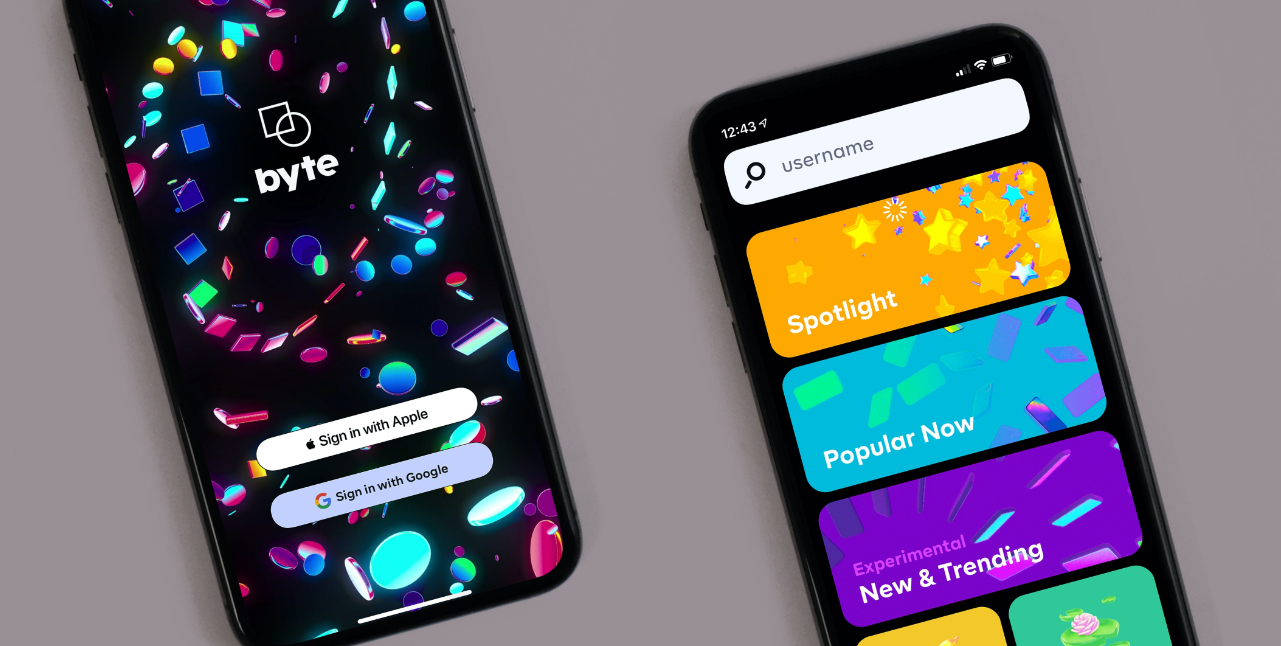 byte
Sign in with Apple
Sign in with Google
12:43
username
Spotlight
Popular Now
Experimental
New & Trending